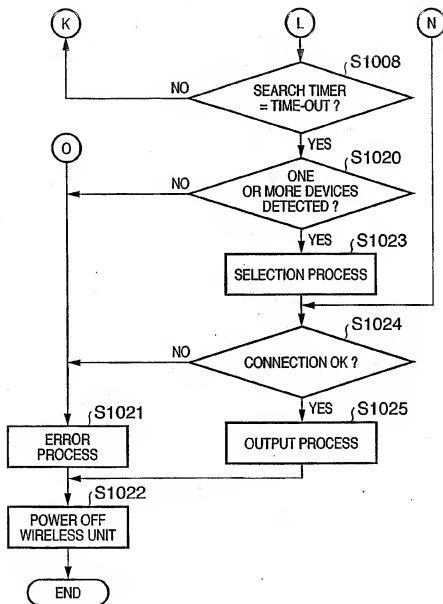 K
L
N
S1008
NO
SEARCH TIMER
= TIME-OUT ?
YES
S1020
O
NO
ONE
OR MORE DEVICES
DETECTED ?
YES
S1023
SELECTION PROCESS
S1024
NO
CONNECTION OK ?
YES
S1021
S1025
ERROR
PROCESS
OUTPUT PROCESS
S1022
POWER OFF
WIRELESS UNIT
END